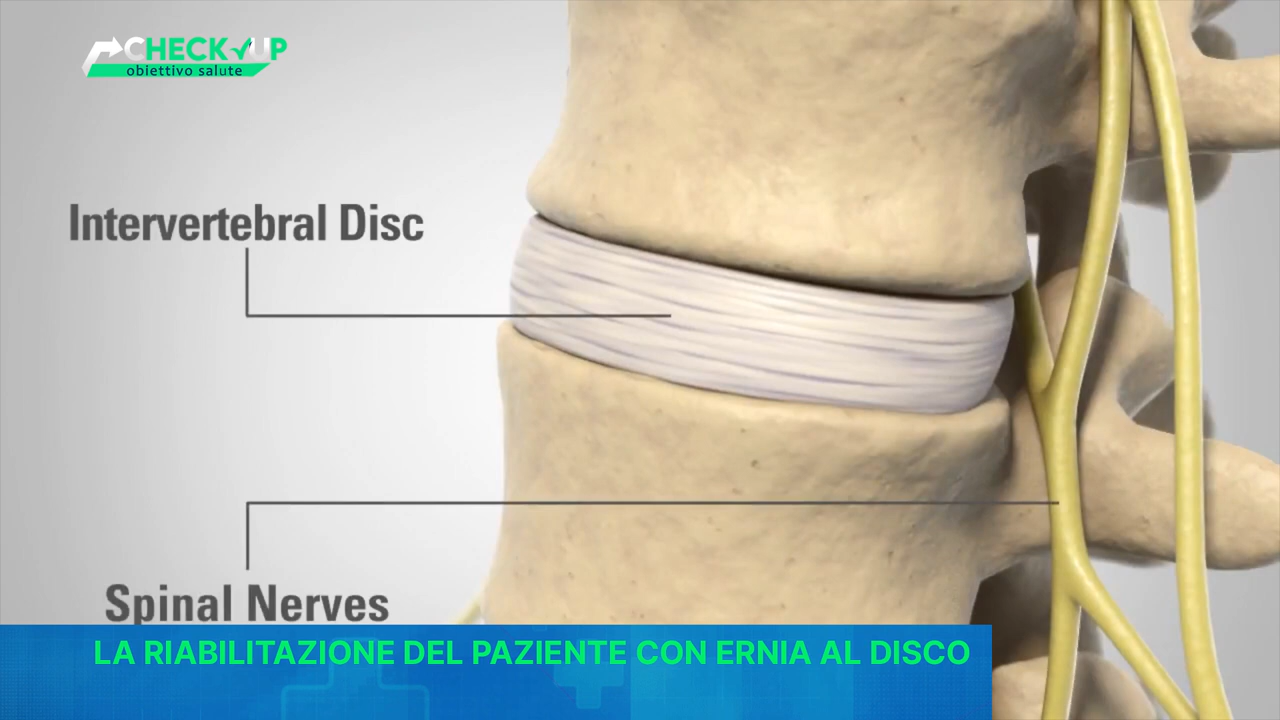 CHECK UP
obiettivo salute
Intervertebral Disc
Spinal Nerves
LA RIABILITAZIONE DEL PAZIENTE CON ERNIA AL DISCO